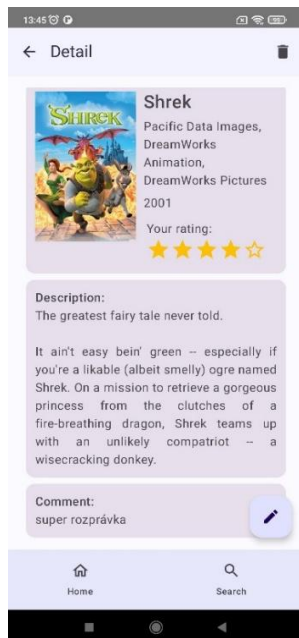 13:45
Detail
SHREK
Shrek
Pacific Data Images,
DreamWorks
Animation,
DreamWorks Pictures
2001
Your rating:
Description:
The greatest fairy tale never told.
It ain't easy bein' green -- especially if
you're a likable (albeit smelly) ogre named
Shrek. On a mission to retrieve a gorgeous
princess from the clutches of a
fire-breathing dragon, Shrek teams up
with an unlikely compatriot -- a
wisecracking donkey.
Comment:
super rozprávka
Home
Search